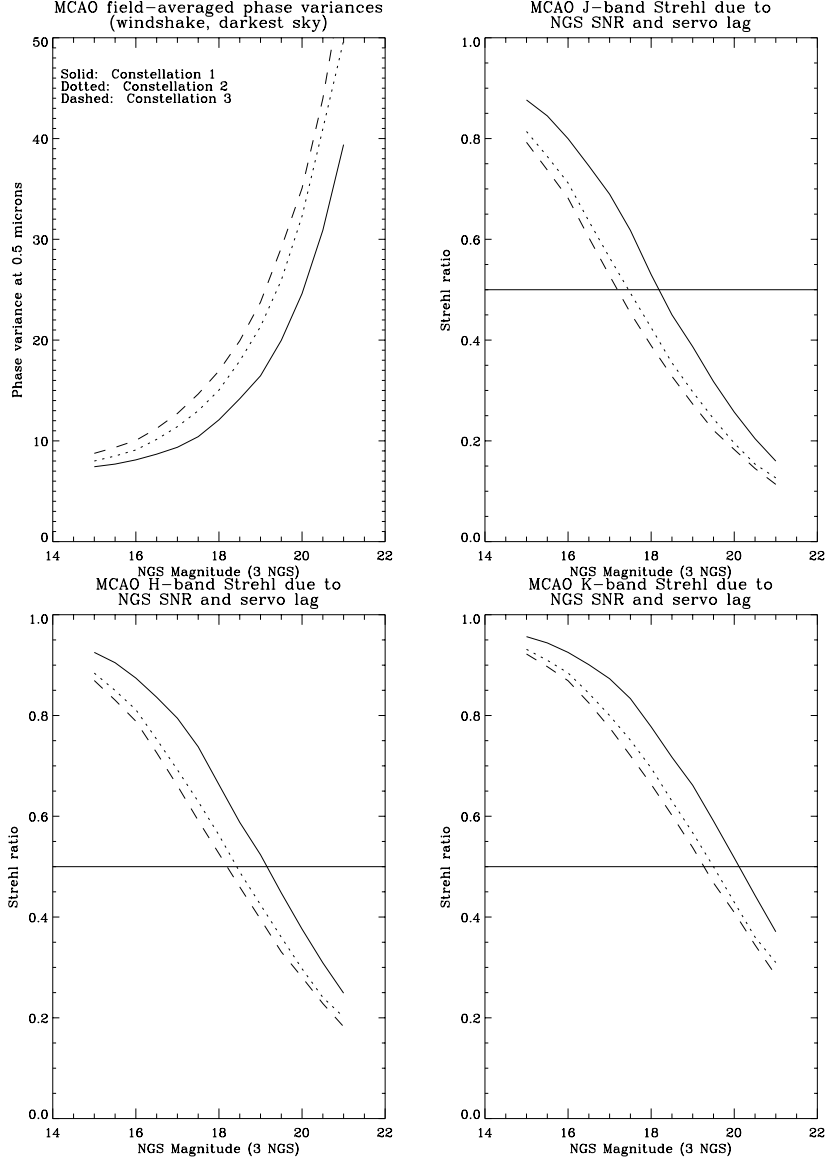 MCAO field-averaged phase variances
(windshake, darkest sky)
50
40
30
20
10
0
Phase variance at 0.5 microns
Solid: Constellation 1
Dotted: Constellation 2
Dashed: Constellation 3
14 16 18 20 22
NGS Magnitude (3 NGS)
MCAO J-band Strehl due to
NGS SNR and servo lag
1.0
0.8
0.6
0.4
0.2
0.0
Strehl ratio
14 16 18 20 22
NGS Magnitude (3 NGS)
MCAO H-band Strehl due to
NGS SNR and servo lag
1.0
0.8
0.6
0.4
0.2
0.0
Strehl ratio
14 16 18 20 22
NGS Magnitude (3 NGS)
MCAO K-band Strehl due to
NGS SNR and servo lag
1.0
0.8
0.6
0.4
0.2
0.0
Strehl ratio
14 16 18 20 22
NGS Magnitude (3 NGS)